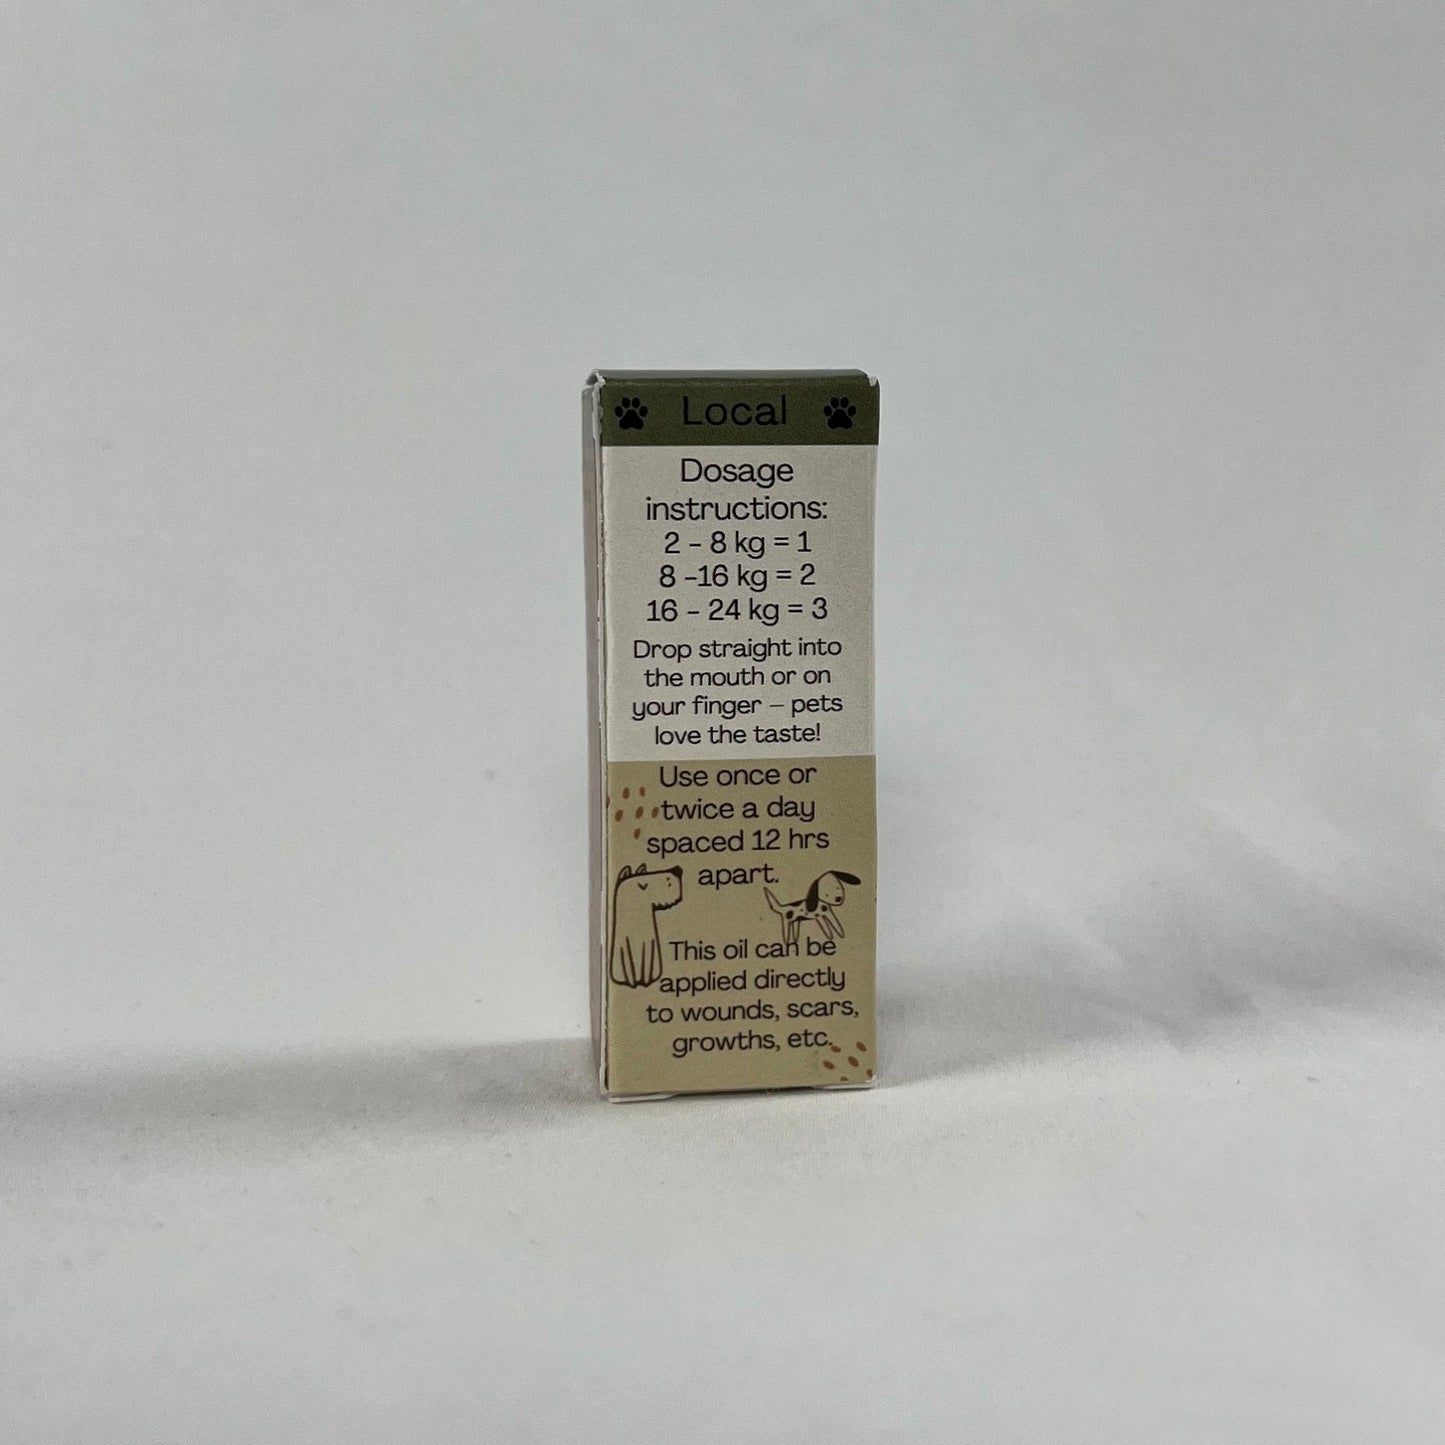 Local
Dosage
instructions:
2 – 8 kg = 1
8 –16 kg = 2
16 – 24 kg = 3
Drop straight into
the mouth or on
your finger – pets
love the taste!
Use once or
twice a day
spaced 12 hrs
apart.
This oil can be
applied directly
to wounds, scars,
growths, etc.